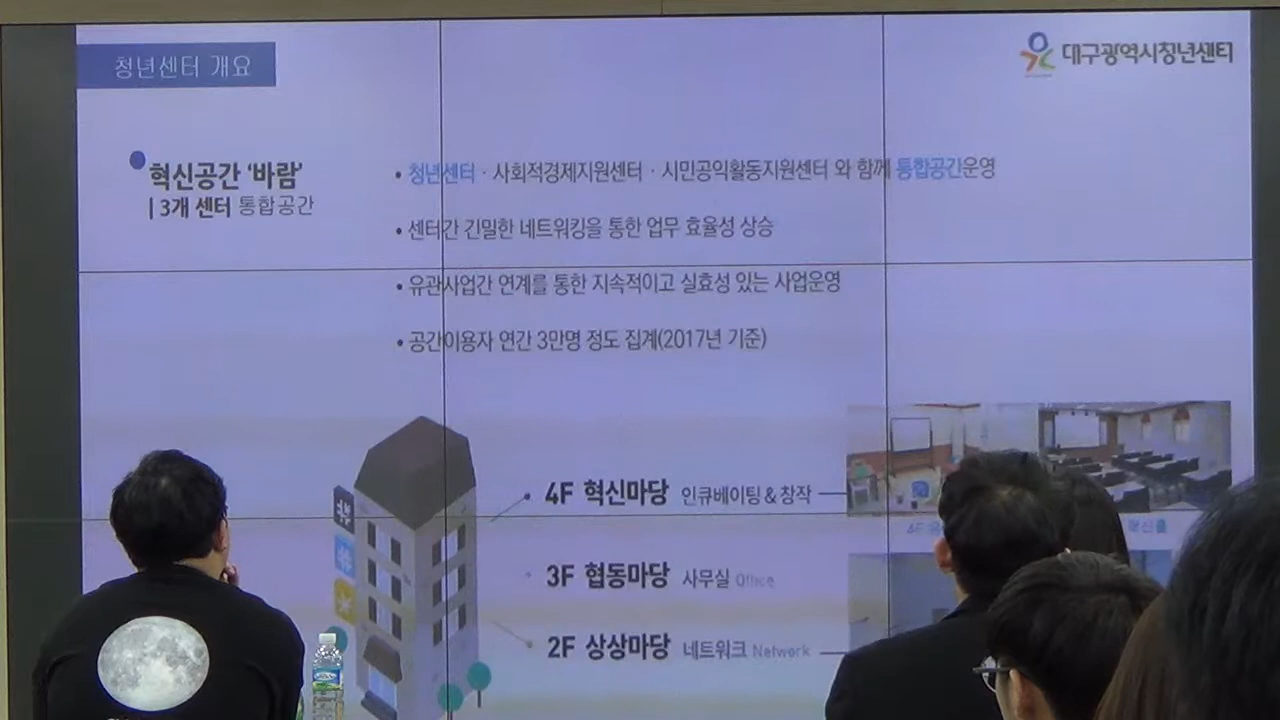 청년센터 개요
대구광역시청년센터
혁신공간 '바람'
| 3개 센터 통합공간
• 청년센터 · 사회적경제지원센터 · 시민공익활동지원센터 와 함께 통합공간운영
• 센터간 긴밀한 네트워킹을 통한 업무 효율성 상승
• 유관사업간 연계를 통한 지속적이고 실효성 있는 사업운영
• 공간이용자 연간 3만명 정도 집계(2017년 기준)
4F 혁신마당 인큐베이팅 & 창작
3F 협동마당 사무실 Office
2F 상상마당 네트워크 Network